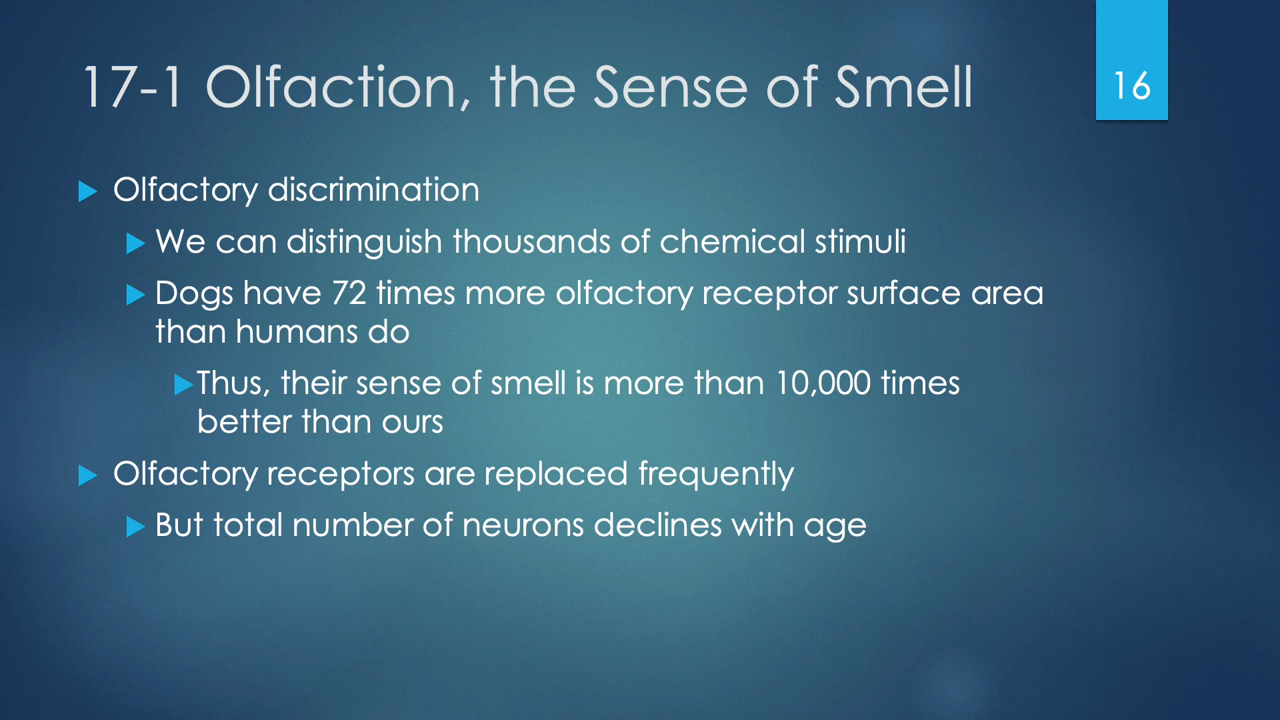 17-1 Olfaction, the Sense of Smell
16
Olfactory discrimination
We can distinguish thousands of chemical stimuli
Dogs have 72 times more olfactory receptor surface area
than humans do
Thus, their sense of smell is more than 10,000 times
better than ours
Olfactory receptors are replaced frequently
But total number of neurons declines with age